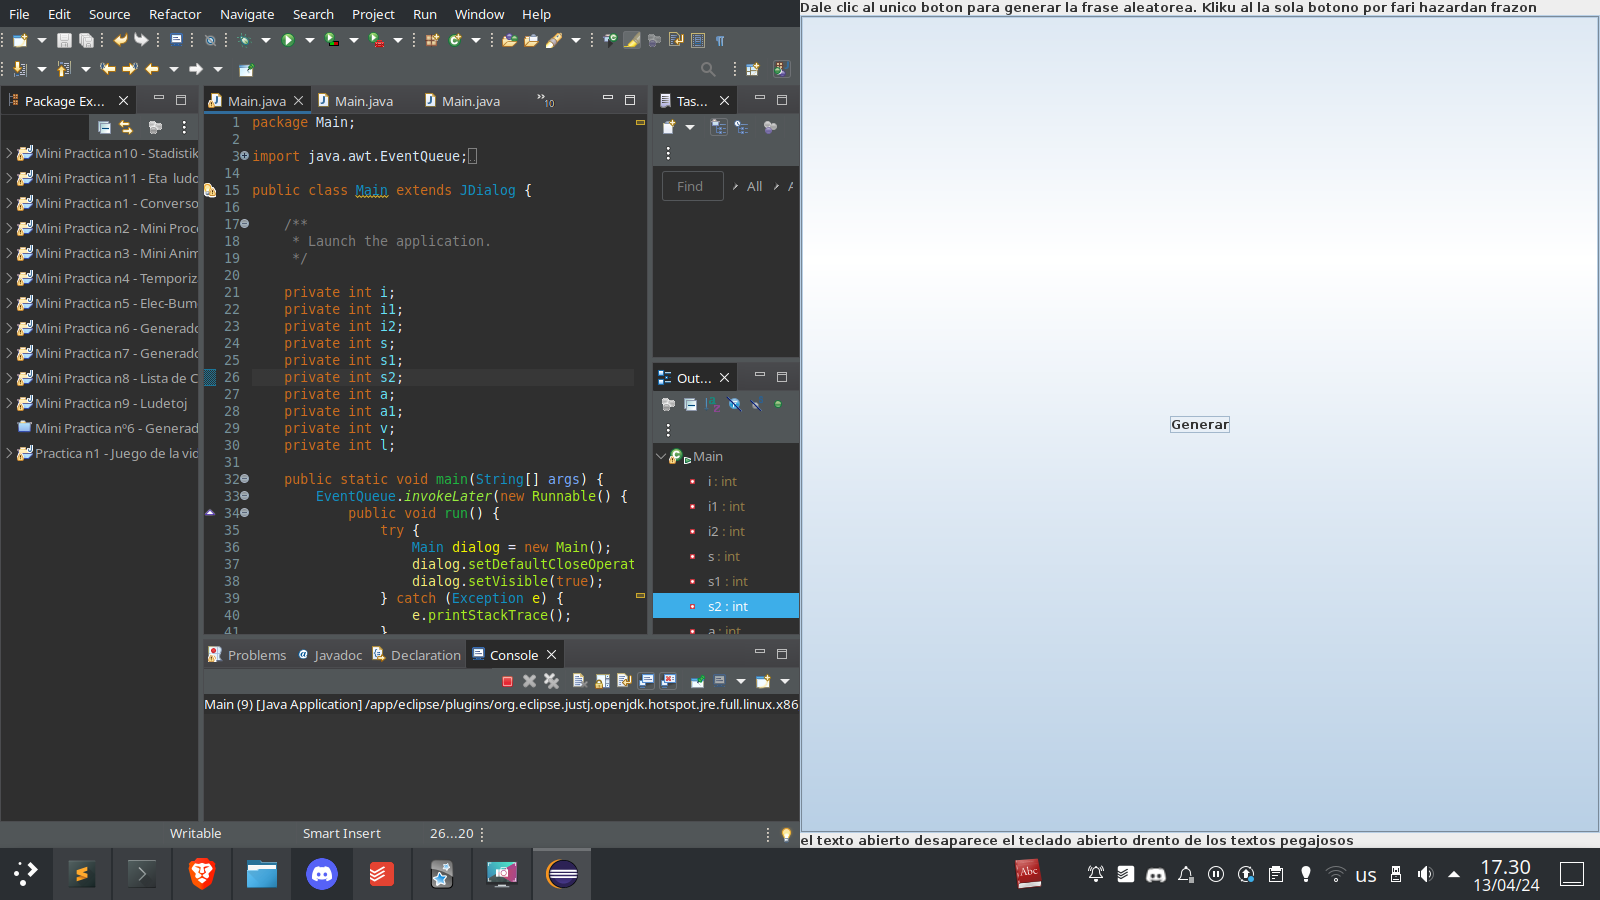 File Edit Source Refactor Navigate Search Project Run Window Help
Package Ex...
Mini Practica n10 - Stadistik
Mini Practica n11 - Eta ludo
Mini Practica n1 - Converso
Mini Practica n2 - Mini Proc
Mini Practica n3 - Mini Anim
Mini Practica n4 - Temporiz
Mini Practica n5 - Elec-Bum
Mini Practica n6 - Generado
Mini Practica n7 - Generado
Mini Practica n8 - Lista de C
Mini Practica n9 - Ludetoj
Mini Practica nº6 - Generad
Practica n1 - Juego de la vid
Main.java Main.java Main.java »10
1 package Main;
2
3 import java.awt.EventQueue;
14
15 public class Main extends JDialog {
16
17 /**
18 * Launch the application.
19 */
20
21 private int i;
22 private int i1;
23 private int i2;
24 private int s;
25 private int s1;
26 private int s2;
27 private int a;
28 private int a1;
29 private int v;
30 private int l;
31
32 public static void main(String[] args) {
33 EventQueue.invokeLater(new Runnable() {
34 public void run() {
35 try {
36 Main dialog = new Main();
37 dialog.setDefaultCloseOperat
38 dialog.setVisible(true);
39 } catch (Exception e) {
40 e.printStackTrace();
41 }
Tas...
Find All
Out...
Main
i : int
i1 : int
i2 : int
s : int
s1 : int
s2 : int
a : int
Problems Javadoc Declaration Console
Main (9) [Java Application] /app/eclipse/plugins/org.eclipse.justj.openjdk.hotspot.jre.full.linux.x86
Writable Smart Insert 26...20
Dale clic al unico boton para generar la frase aleatorea. Kliku al la sola botono por fari hazardan frazon
Generar
el texto abierto desaparece el teclado abierto drento de los textos pegajosos
Abc
us
17.30
13/04/24